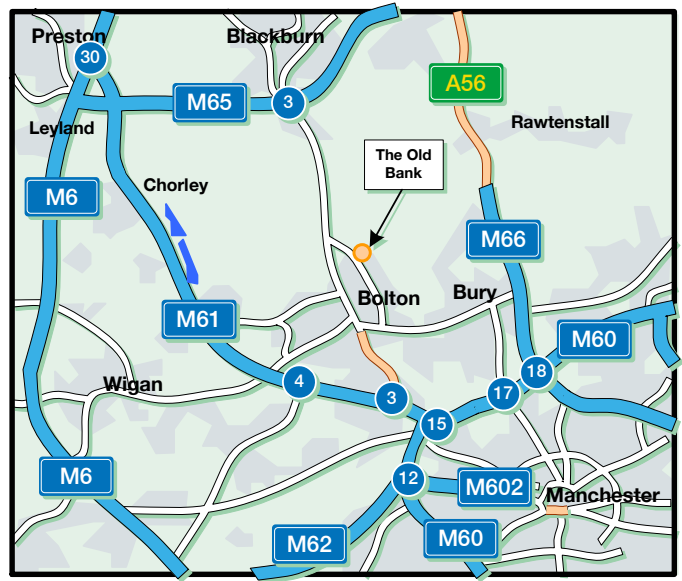 Preston
Blackburn
30
A56
M65
3
Rawtenstall
Leyland
The Old
Bank
Chorley
M6
M66
Bolton
Bury
M61
M60
Wigan
4
18
17
3
15
M6
12
M602
Manchester
M62
M60